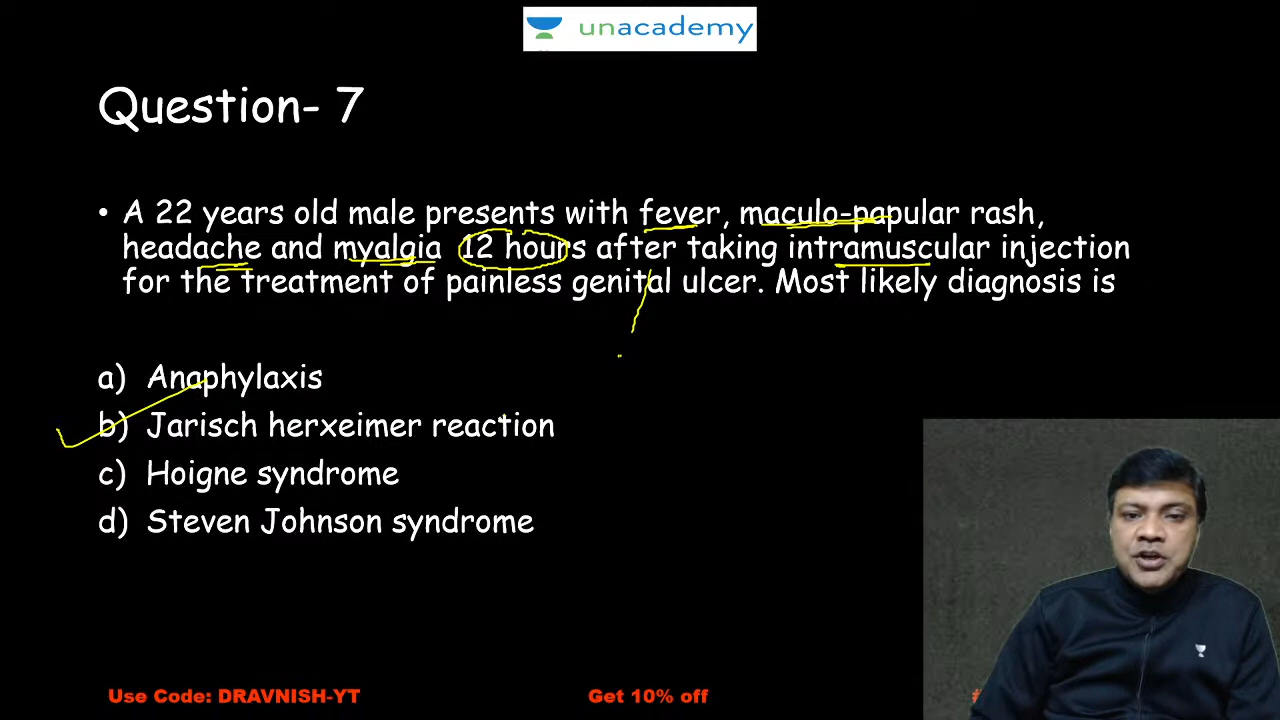 unacademy
Question- 7
• A 22 years old male presents with fever, maculo-papular rash,
headache and myalgia 12 hours after taking intramuscular injection
for the treatment of painless genital ulcer. Most likely diagnosis is
a) Anaphylaxis
b) Jarisch herxeimer reaction
c) Hoigne syndrome
d) Steven Johnson syndrome
Use Code: DRAVNISH-YT Get 10% off